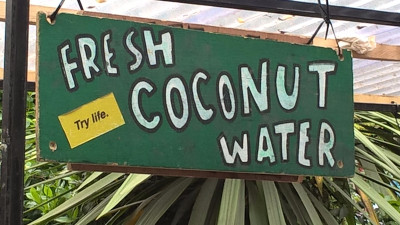 FRESH
COCONUT
Try life.
WATER